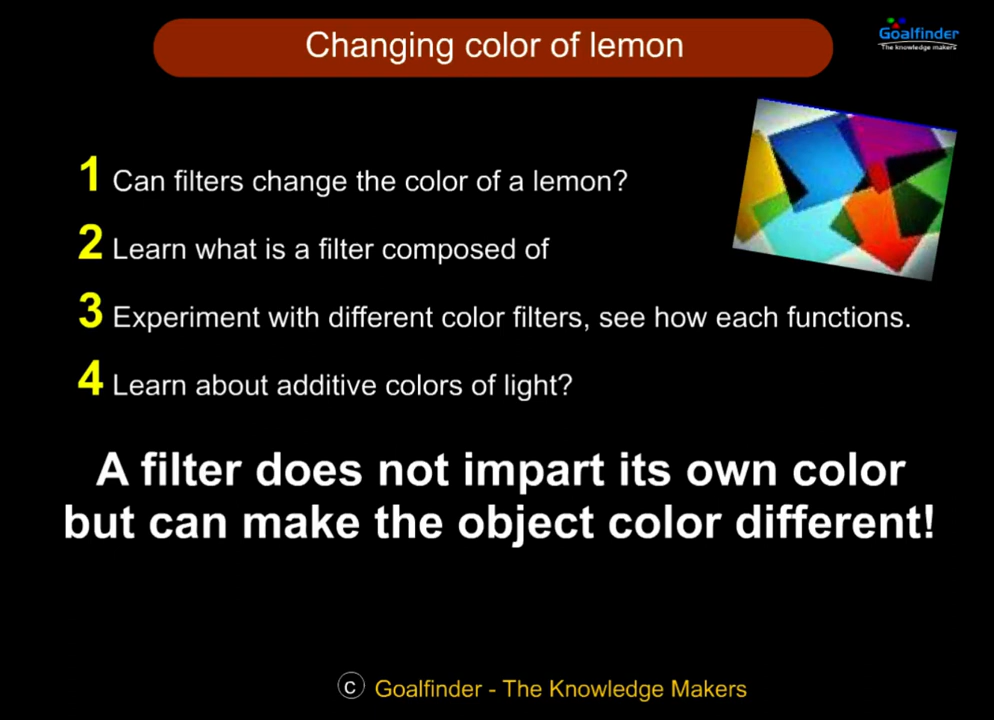 Changing color of lemon
Goalfinder
The knowledge makers
1 Can filters change the color of a lemon?
2 Learn what is a filter composed of
3 Experiment with different color filters, see how each functions.
4 Learn about additive colors of light?
A filter does not impart its own color
but can make the object color different!
© Goalfinder - The Knowledge Makers